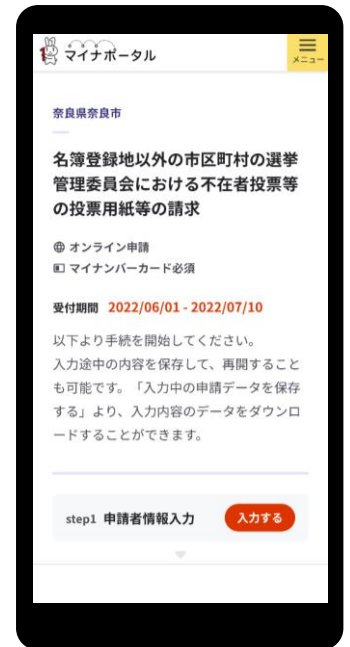 マイナポータル
メニュー
奈良県奈良市
名簿登録地以外の市区町村の選挙
管理委員会における不在者投票等
の投票用紙等の請求
オンライン申請
マイナンバーカード必須
受付期間 2022/06/01 - 2022/07/10
以下より手続を開始してください。
入力途中の内容を保存して、再開すること
も可能です。「入力中の申請データを保存
する」より、入力内容のデータをダウンロ
ードすることができます。
step1 申請者情報入力 入力する